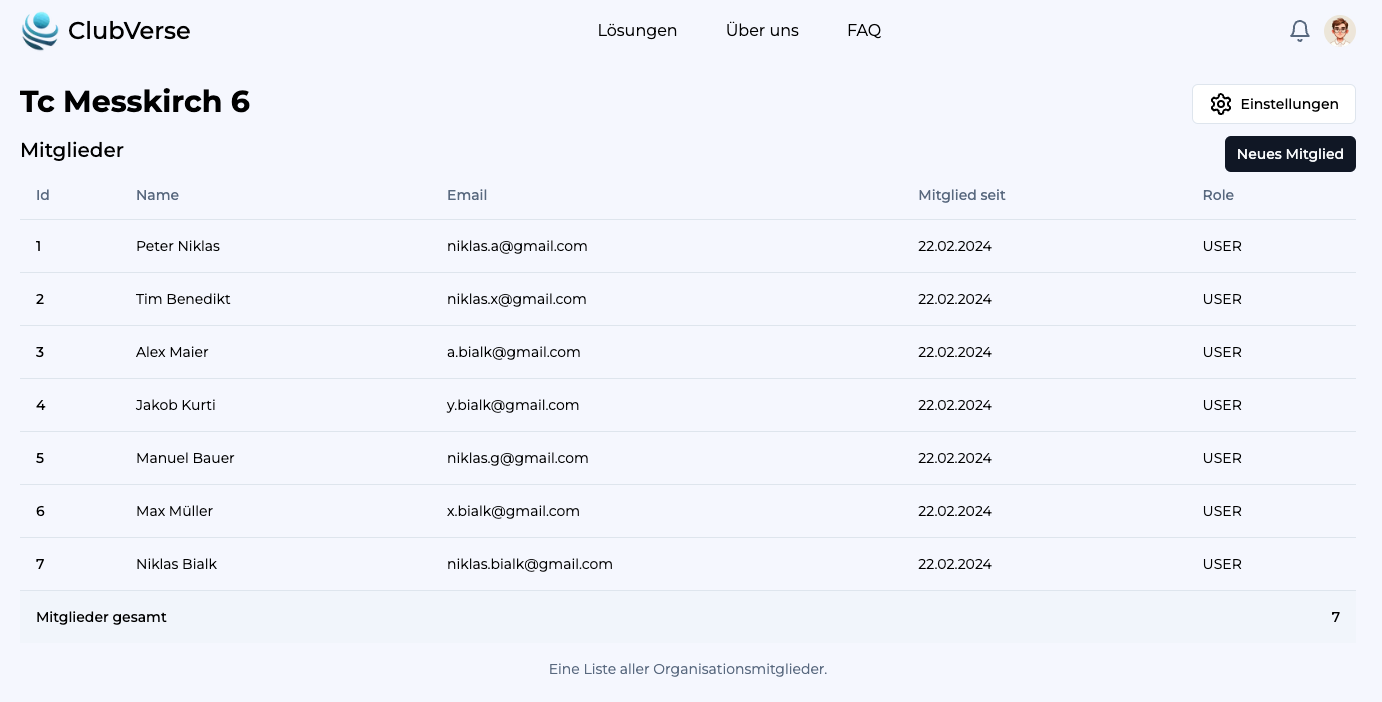 ClubVerse Lösungen Über uns FAQ
Tc Messkirch 6
Einstellungen
Mitglieder
Neues Mitglied
Id Name Email Mitglied seit Role
1 Peter Niklas niklas.a@gmail.com 22.02.2024 USER
2 Tim Benedikt niklas.x@gmail.com 22.02.2024 USER
3 Alex Maier a.bialk@gmail.com 22.02.2024 USER
4 Jakob Kurti y.bialk@gmail.com 22.02.2024 USER
5 Manuel Bauer niklas.g@gmail.com 22.02.2024 USER
6 Max Müller x.bialk@gmail.com 22.02.2024 USER
7 Niklas Bialk niklas.bialk@gmail.com 22.02.2024 USER
Mitglieder gesamt 7
Eine Liste aller Organisationsmitglieder.